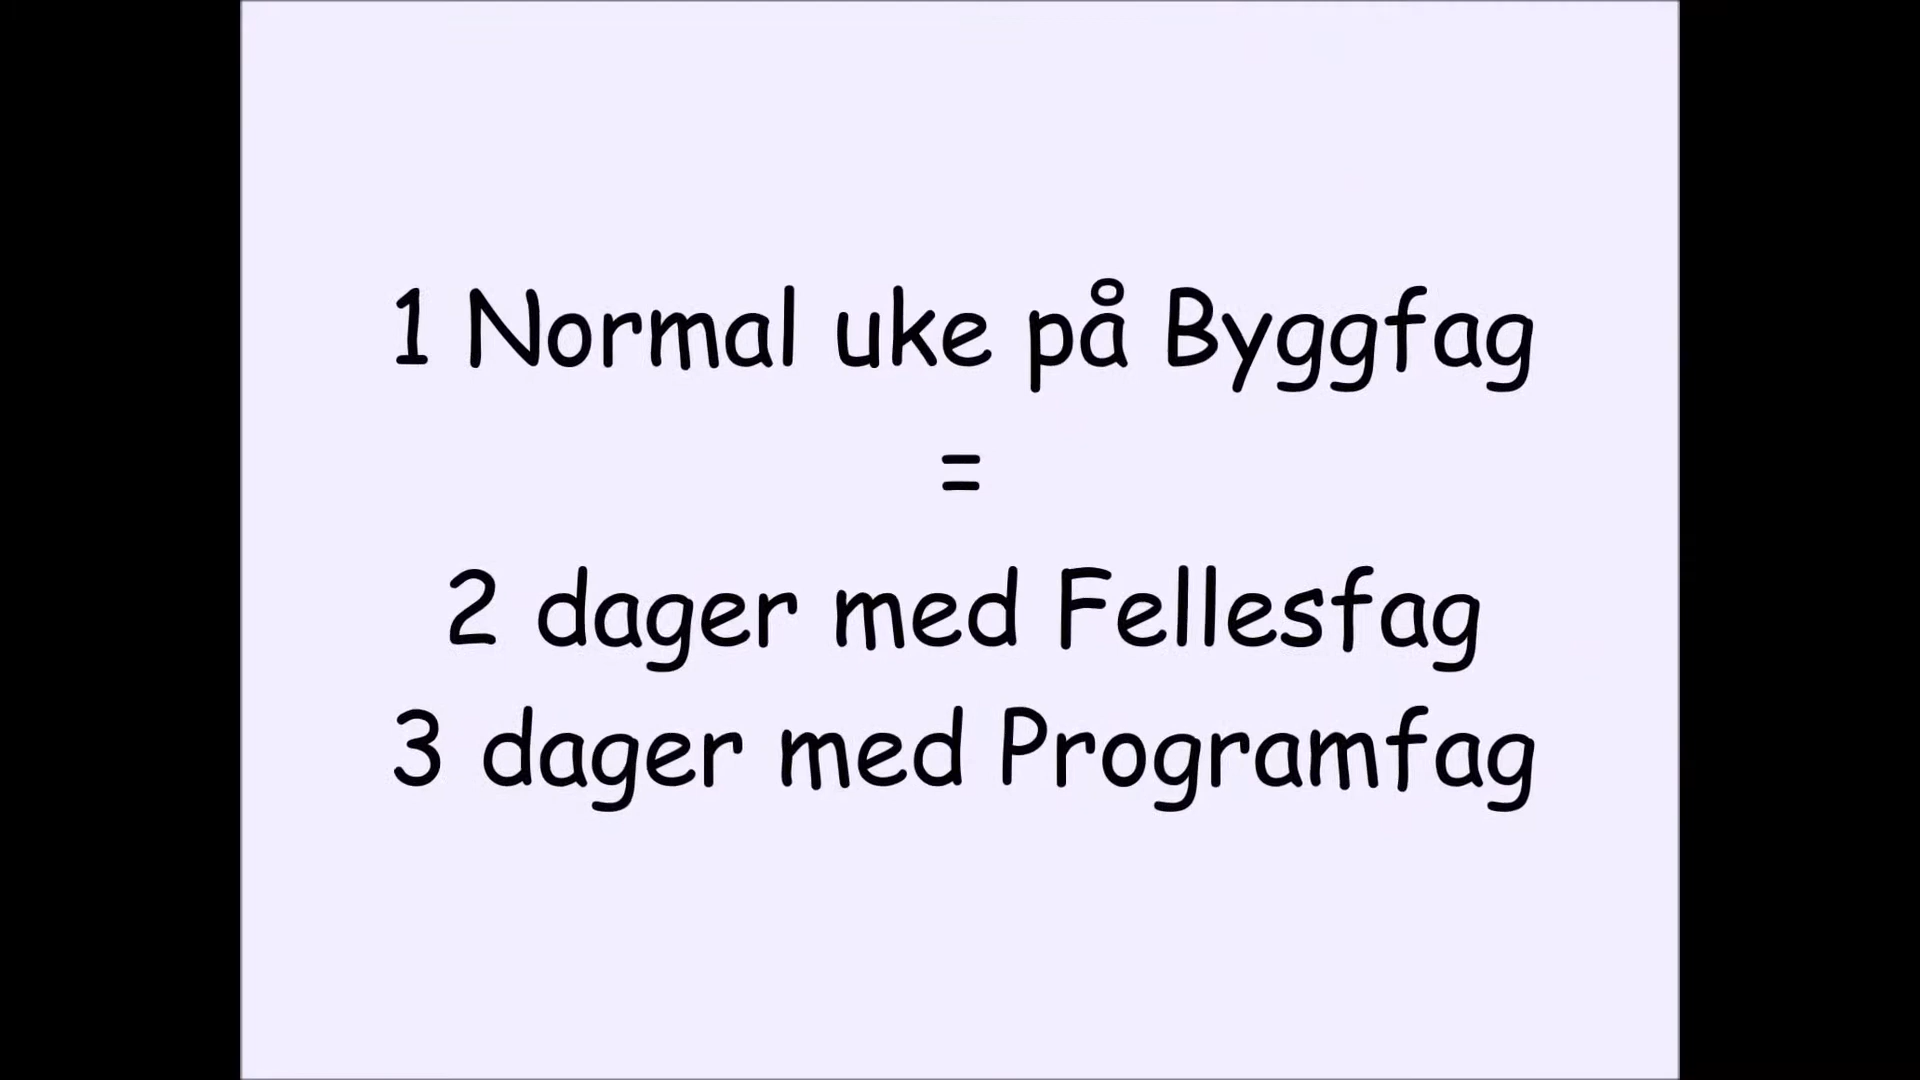 1 Normal uke på Byggfag
=
2 dager med Fellesfag
3 dager med Programfag